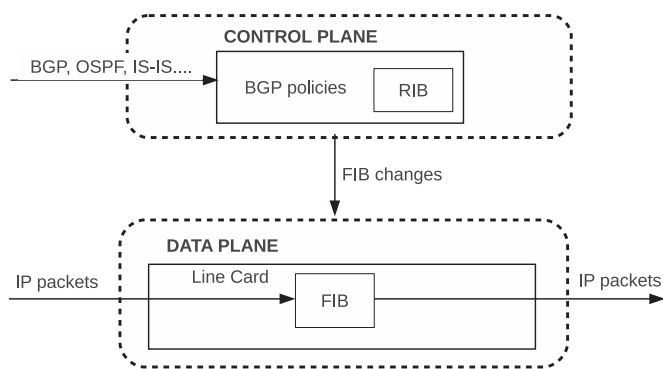 CONTROL PLANE
BGP, OSPF, IS-IS....
BGP policies
RIB
FIB changes
DATA PLANE
IP packets
Line Card
FIB
IP packets